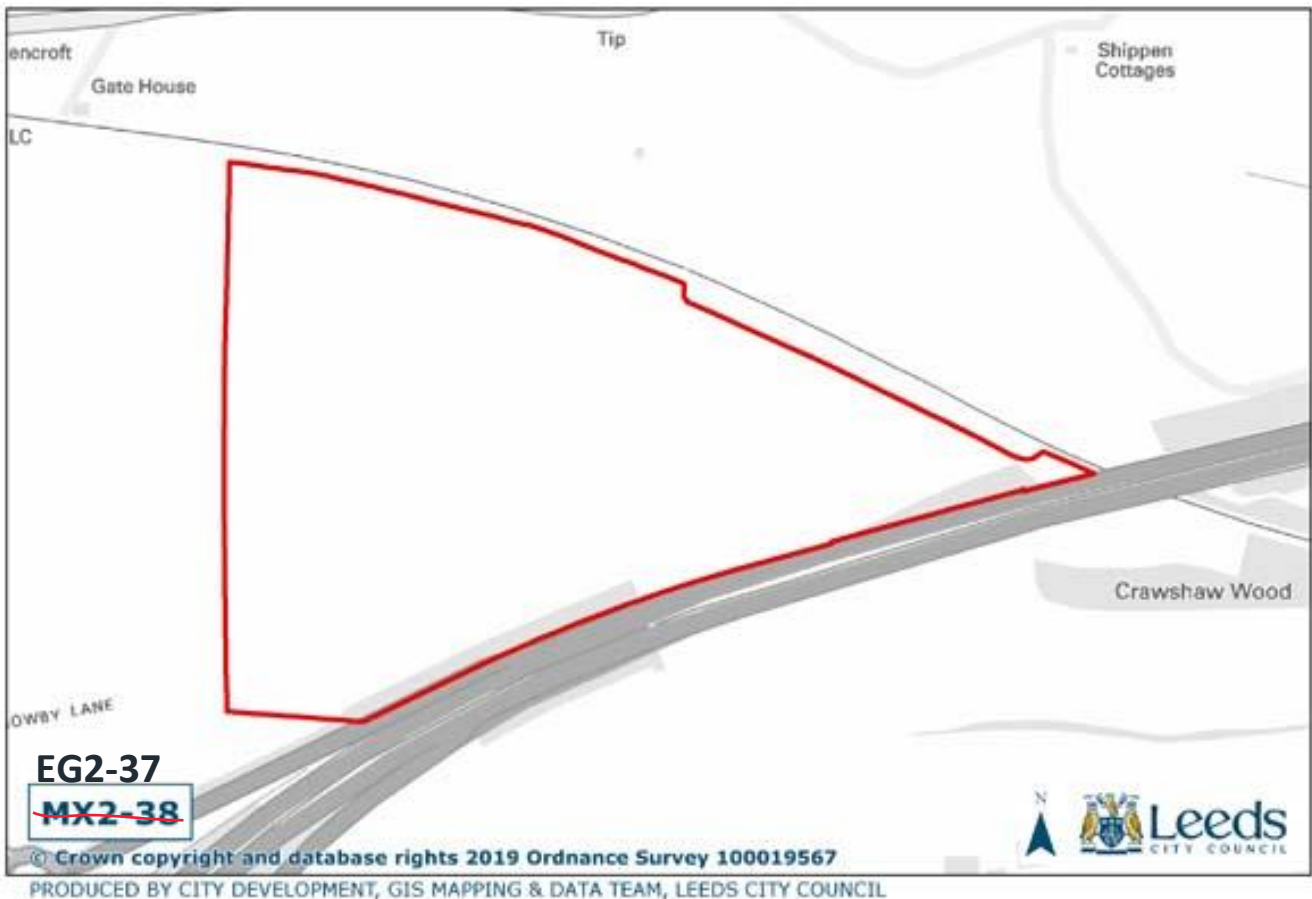 encroft
Tip
Shippen
Cottages
Gate House
LC
Crawshaw Wood
OWBY LANE
EG2-37
MX2-38
N
Leeds
CITY COUNCIL
© Crown copyright and database rights 2019 Ordnance Survey 100019567
PRODUCED BY CITY DEVELOPMENT, GIS MAPPING & DATA TEAM, LEEDS CITY COUNCIL